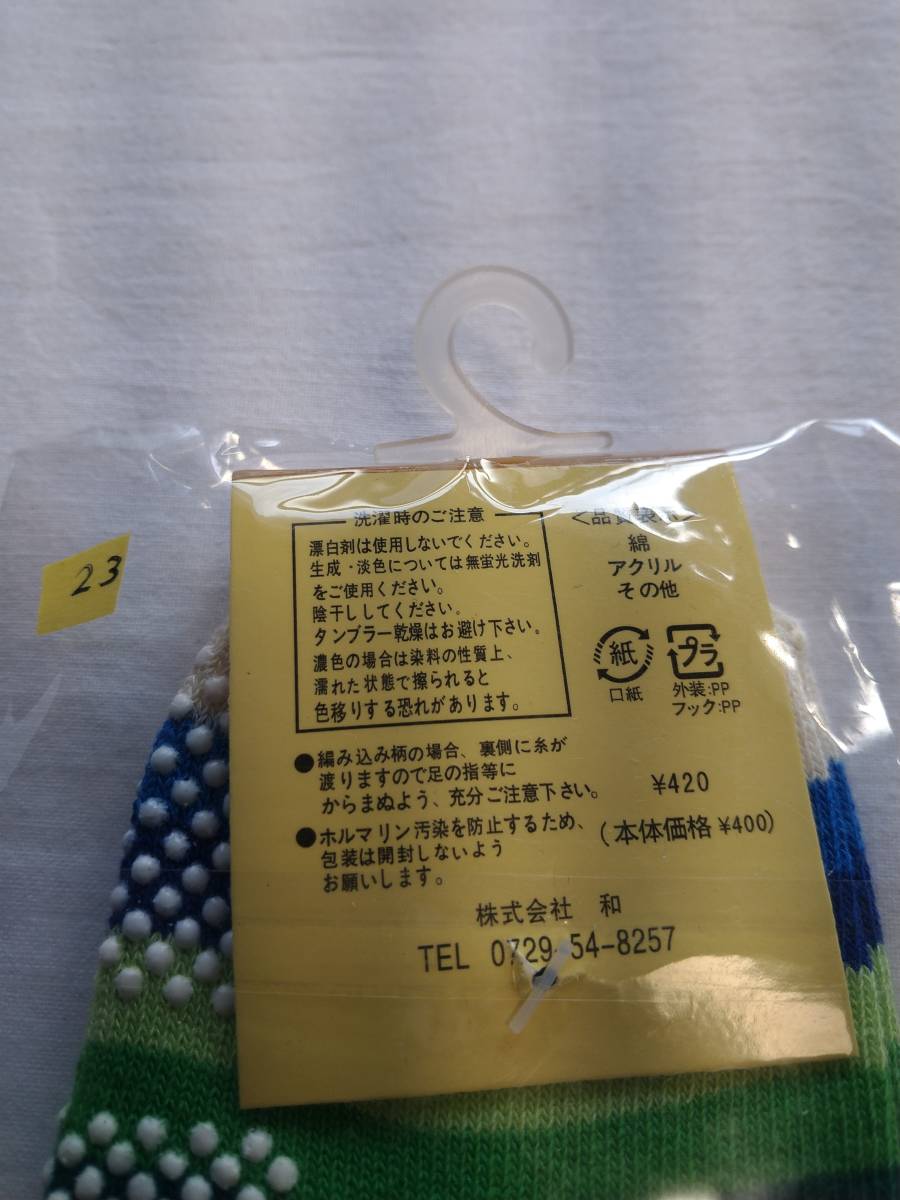 23
洗濯時のご注意
漂白剤は使用しないでください。
生成・淡色については無蛍光洗剤
をご使用ください。
陰干ししてください。
タンブラー乾燥はお避け下さい。
濃色の場合は染料の性質上、
濡れた状態で擦られると
色移りする恐れがあります。
●編み込み柄の場合、裏側に糸が
渡りますので足の指等に
からまぬよう、充分ご注意下さい。
●ホルマリン汚染を防止するため、
包装は開封しないよう
お願いします。
<品質表示>
綿
アクリル
その他
紙
口紙
プラ
外装:PP
フック:PP
¥420
(本体価格¥400)
株式会社 和
TEL 0729-54-8257